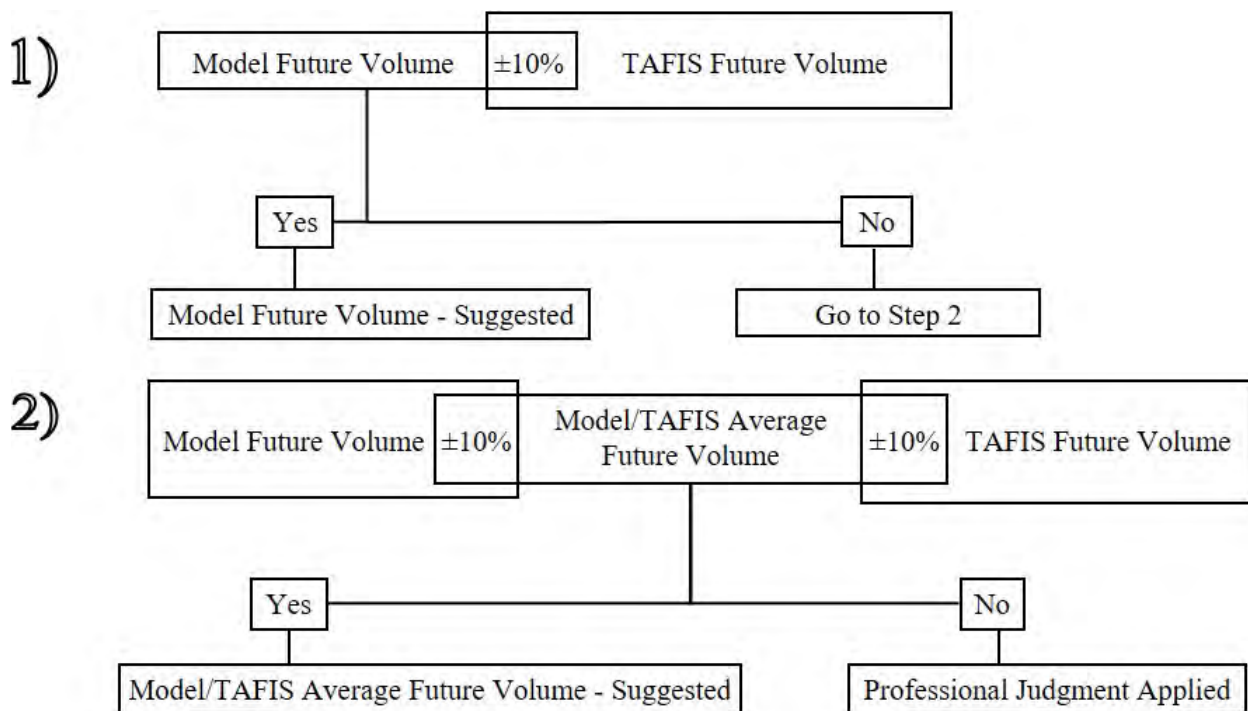 1)
Model Future Volume
±10%
TAFIS Future Volume
Yes
No
Model Future Volume - Suggested
Go to Step 2
2)
Model Future Volume
±10%
Model/TAFIS Average
Future Volume
±10%
TAFIS Future Volume
Yes
No
Model/TAFIS Average Future Volume - Suggested
Professional Judgment Applied